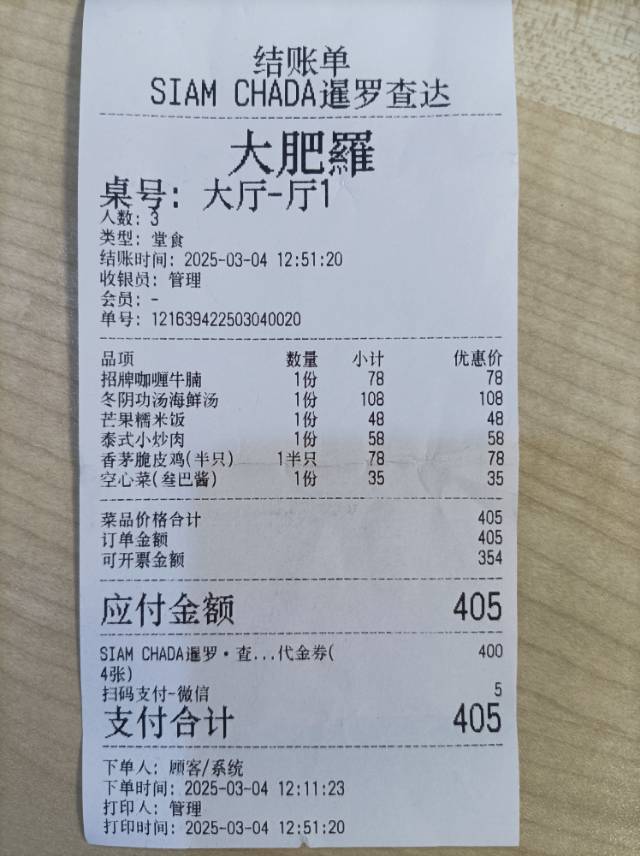 结账单
SIAM CHADA暹罗查达
大肥羅
桌号: 大厅-厅1
人数: 3
类型: 堂食
结账时间: 2025-03-04 12:51:20
收银员: 管理
会员: -
单号: 121639422503040020
品项 数量 小计 优惠价
招牌咖喱牛腩 1份 78 78
冬阴功汤海鲜汤 1份 108 108
芒果糯米饭 1份 48 48
泰式小炒肉 1份 58 58
香茅脆皮鸡(半只) 1半只 78 78
空心菜(叁巴酱) 1份 35 35
菜品价格合计 405
订单金额 405
可开票金额 354
应付金额 405
SIAM CHADA暹罗·查...代金券( 400
4张)
扫码支付-微信 5
支付合计 405
下单人: 顾客/系统
下单时间: 2025-03-04 12:11:23
打印人: 管理
打印时间: 2025-03-04 12:51:20